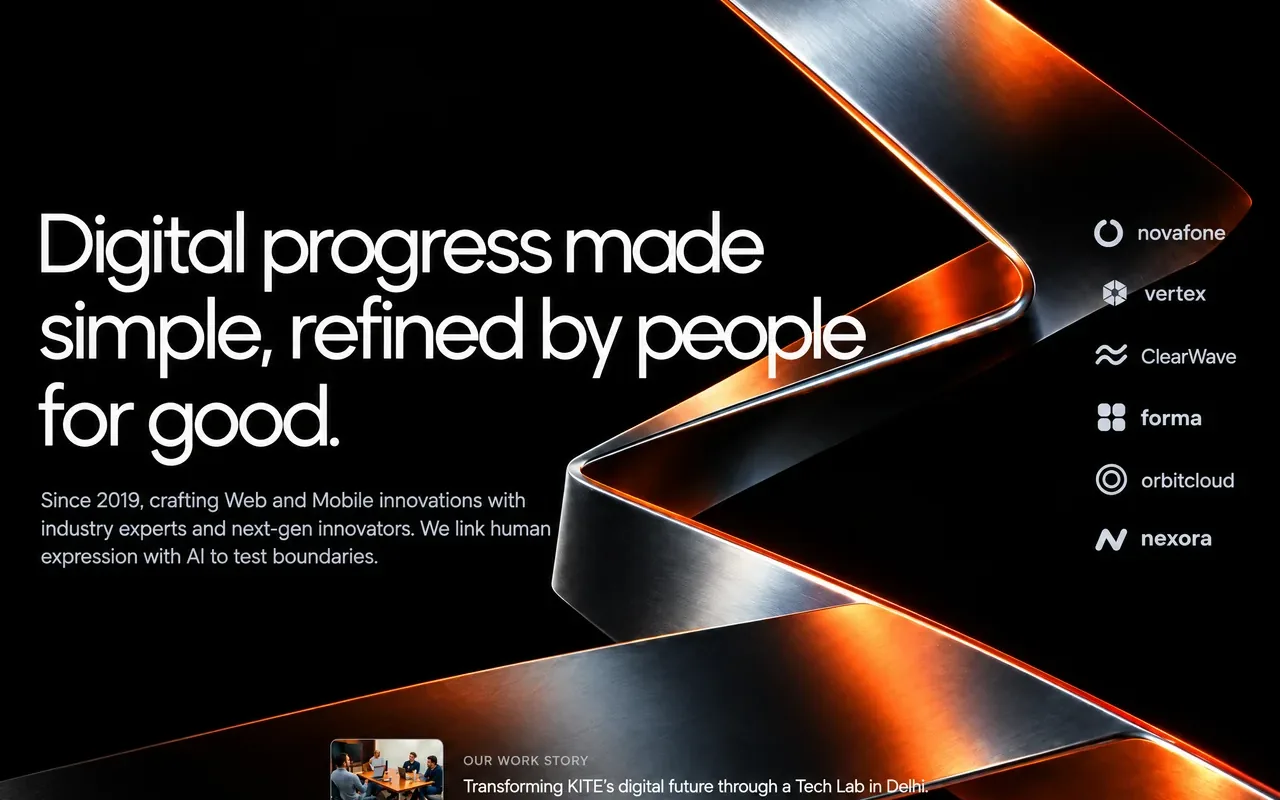 Digital progress made
simple, refined by people
for good.
Since 2019, crafting Web and Mobile innovations with
industry experts and next-gen innovators. We link human
expression with AI to test boundaries.
novafone
vertex
ClearWave
forma
orbitcloud
nexora
OUR WORK STORY
Transforming KITE's digital future through a Tech Lab in Delhi.